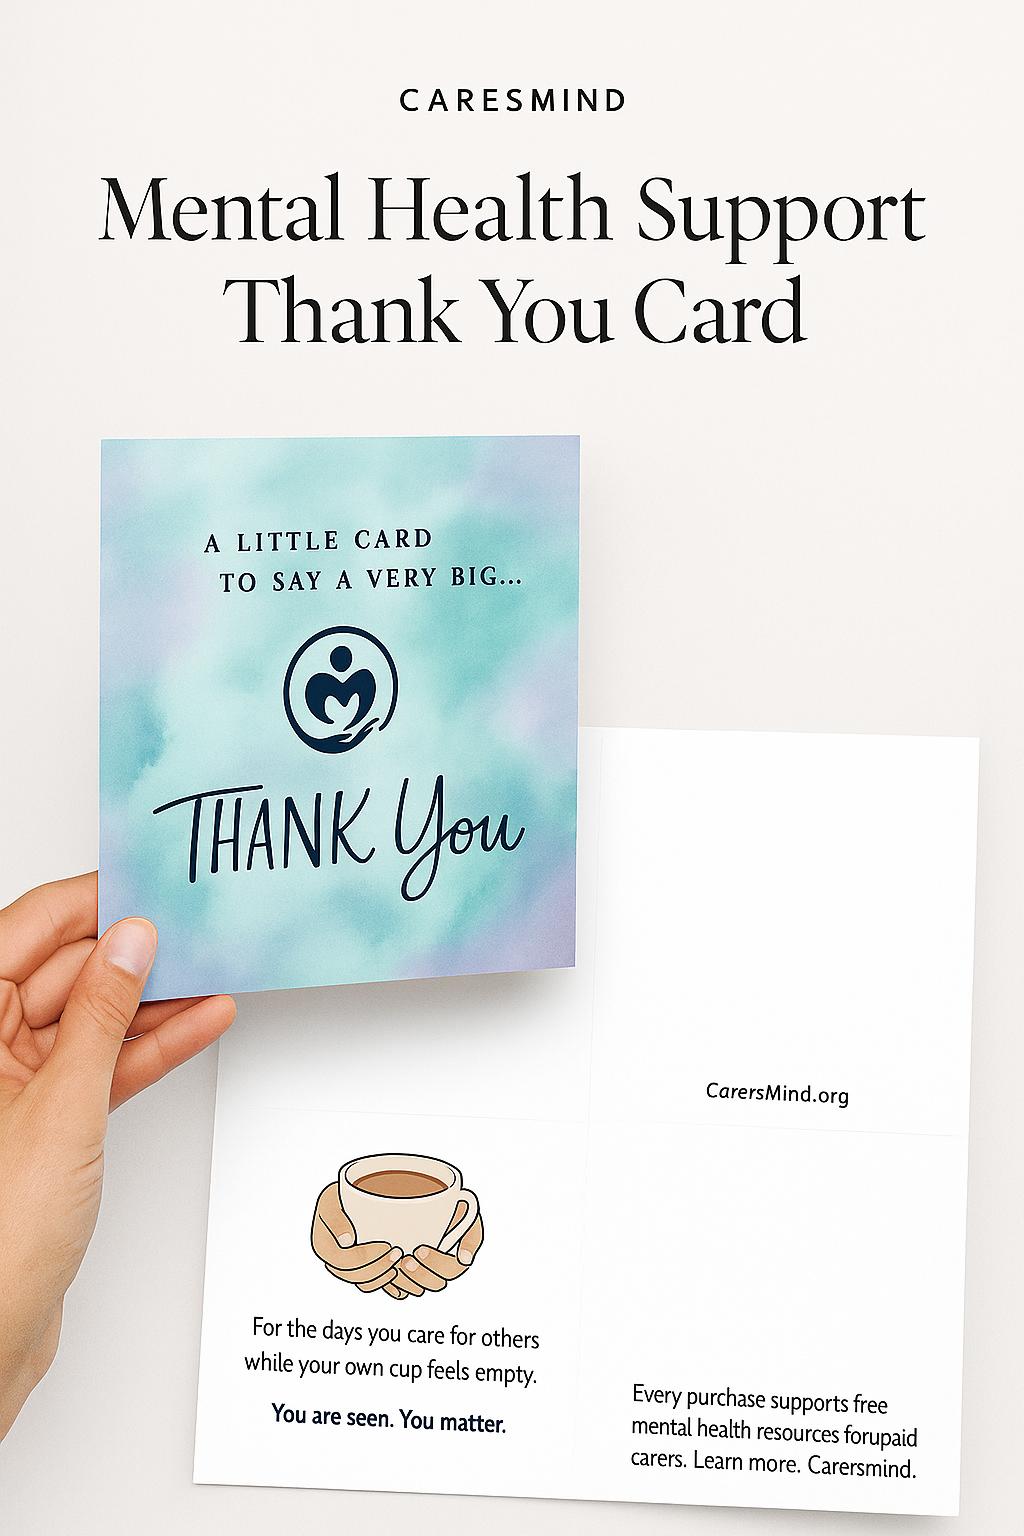 CARESMIND
Mental Health Support
Thank You Card
A LITTLE CARD
TO SAY A VERY BIG...
THANK You
CarersMind.org
For the days you care for others
while your own cup feels empty.
You are seen. You matter.
Every purchase supports free
mental health resources forupaid
carers. Learn more. Carersmind.